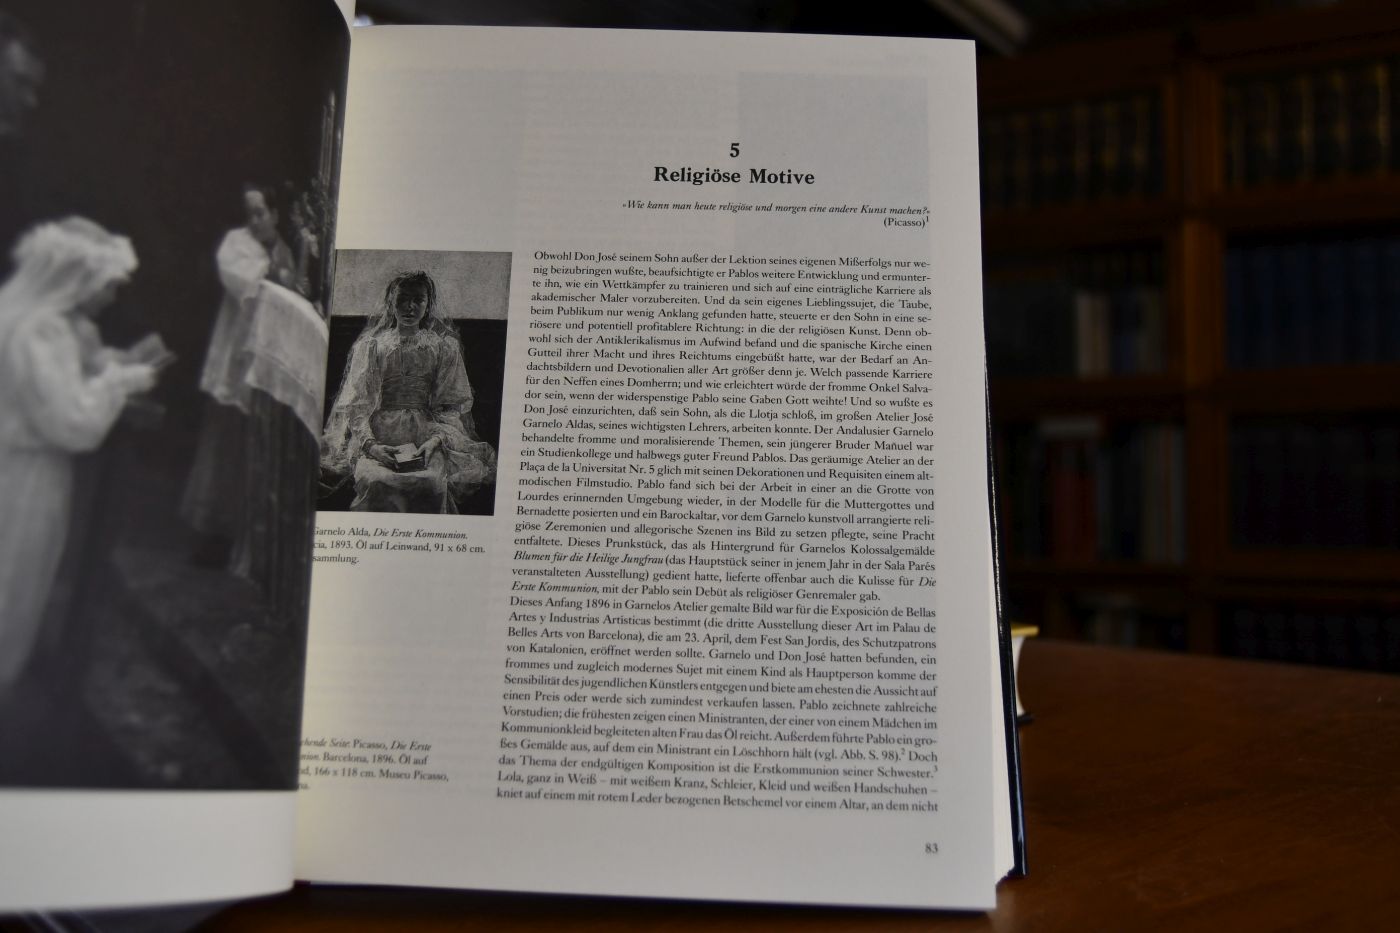 5
Religiöse Motive
»Wie kann man heute religiöse und morgen eine andere Kunst machen?«
(Picasso)1
Obwohl Don José seinem Sohn außer der Lektion seines eigenen Mißerfolgs nur we-
nig beizubringen wußte, beaufsichtigte er Pablos weitere Entwicklung und ermunter-
te ihn, wie ein Wettkämpfer zu trainieren und sich auf eine einträgliche Karriere als
akademischer Maler vorzubereiten. Und da sein eigenes Lieblingssujet, die Taube,
beim Publikum nur wenig Anklang gefunden hatte, steuerte er den Sohn in eine se-
riösere und potentiell profitablere Richtung: in die der religiösen Kunst. Denn ob-
wohl sich der Antiklerikalismus im Aufwind befand und die spanische Kirche einen
Gutteil ihrer Macht und ihres Reichtums eingebüßt hatte, war der Bedarf an An-
dachtsbildern und Devotionalien aller Art größer denn je. Welch passende Karriere
für den Neffen eines Domherrn; und wie erleichtert würde der fromme Onkel Salva-
dor sein, wenn der widerspenstige Pablo seine Gaben Gott weihte! Und so wußte es
Don José einzurichten, daß sein Sohn, als die Llotja schloß, im großen Atelier José
Garnelo Aldas, seines wichtigsten Lehrers, arbeiten konnte. Der Andalusier Garnelo
behandelte fromme und moralisierende Themen, sein jüngerer Bruder Mañuel war
ein Studienkollege und halbwegs guter Freund Pablos. Das geräumige Atelier an der
Plaça de la Universitat Nr. 5 glich mit seinen Dekorationen und Requisiten einem alt-
modischen Filmstudio. Pablo fand sich bei der Arbeit in einer an die Grotte von
Lourdes erinnernden Umgebung wieder, in der Modelle für die Muttergottes und
Bernadette posierten und ein Barockaltar, vor dem Garnelo kunstvoll arrangierte reli-
giöse Zeremonien und allegorische Szenen ins Bild zu setzen pflegte, seine Pracht
entfaltete. Dieses Prunkstück, das als Hintergrund für Garnelos Kolossalgemälde
Blumen für die Heilige Jungfrau (das Hauptstück seiner in jenem Jahr in der Sala Parés
veranstalteten Ausstellung) gedient hatte, lieferte offenbar auch die Kulisse für Die
Erste Kommunion, mit der Pablo sein Debüt als religiöser Genremaler gab.
Dieses Anfang 1896 in Garnelos Atelier gemalte Bild war für die Exposición de Bellas
Artes y Industrias Artísticas bestimmt (die dritte Ausstellung dieser Art im Palau de
Belles Arts von Barcelona), die am 23. April, dem Fest San Jordis, des Schutzpatrons
von Katalonien, eröffnet werden sollte. Garnelo und Don José hatten befunden, ein
frommes und zugleich modernes Sujet mit einem Kind als Hauptperson komme der
Sensibilität des jugendlichen Künstlers entgegen und biete am ehesten die Aussicht auf
einen Preis oder werde sich zumindest verkaufen lassen. Pablo zeichnete zahlreiche
Vorstudien; die frühesten zeigen einen Ministranten, der einer von einem Mädchen im
Kommunionkleid begleiteten alten Frau das Öl reicht. Außerdem führte Pablo ein gro-
ßes Gemälde aus, auf dem ein Ministrant ein Löschhorn hält (vgl. Abb. S. 98).2 Doch
das Thema der endgültigen Komposition ist die Erstkommunion seiner Schwester.3
Lola, ganz in Weiß – mit weißem Kranz, Schleier, Kleid und weißen Handschuhen –
kniet auf einem mit rotem Leder bezogenen Betschemel vor einem Altar, an dem nicht
Garnelo Alda, Die Erste Kommunion.
cia, 1893. Öl auf Leinwand, 91 x 68 cm.
sammlung.
ehende Seite: Picasso, Die Erste
nion. Barcelona, 1896. Öl auf
nd, 166 x 118 cm. Museu Picasso,
na.
83